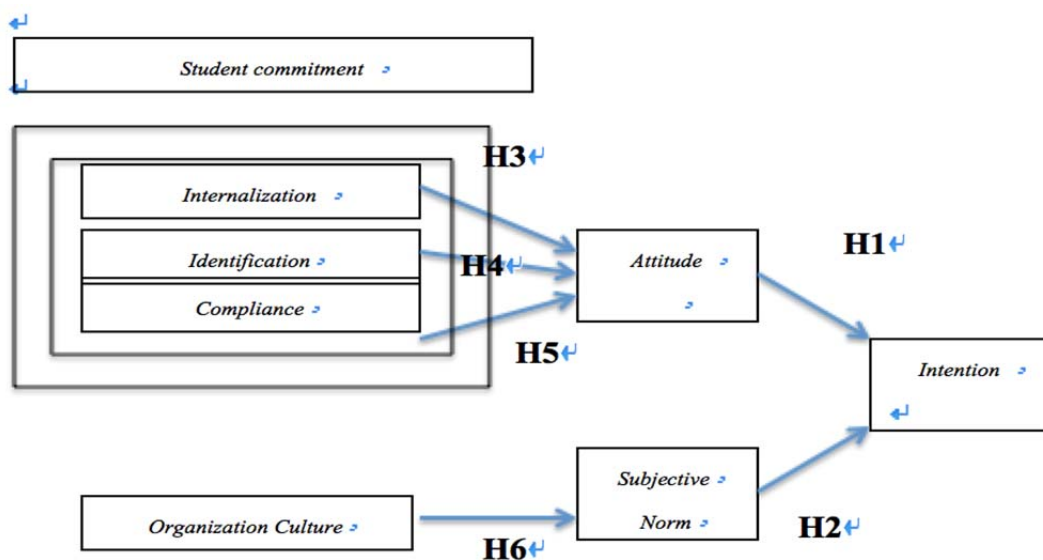 Student commitment
H3
Internalization
Identification
H4
Attitude
H1
Compliance
H5
Intention
Subjective
Norm
Organization Culture
H6
H2